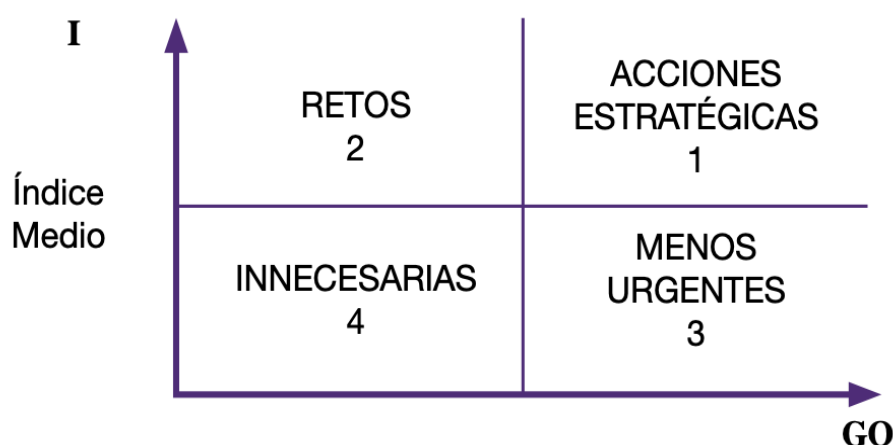 I
RETOS
2
ACCIONES
ESTRATÉGICAS
1
Índice
Medio
INNECESARIAS
4
MENOS
URGENTES
3
GO